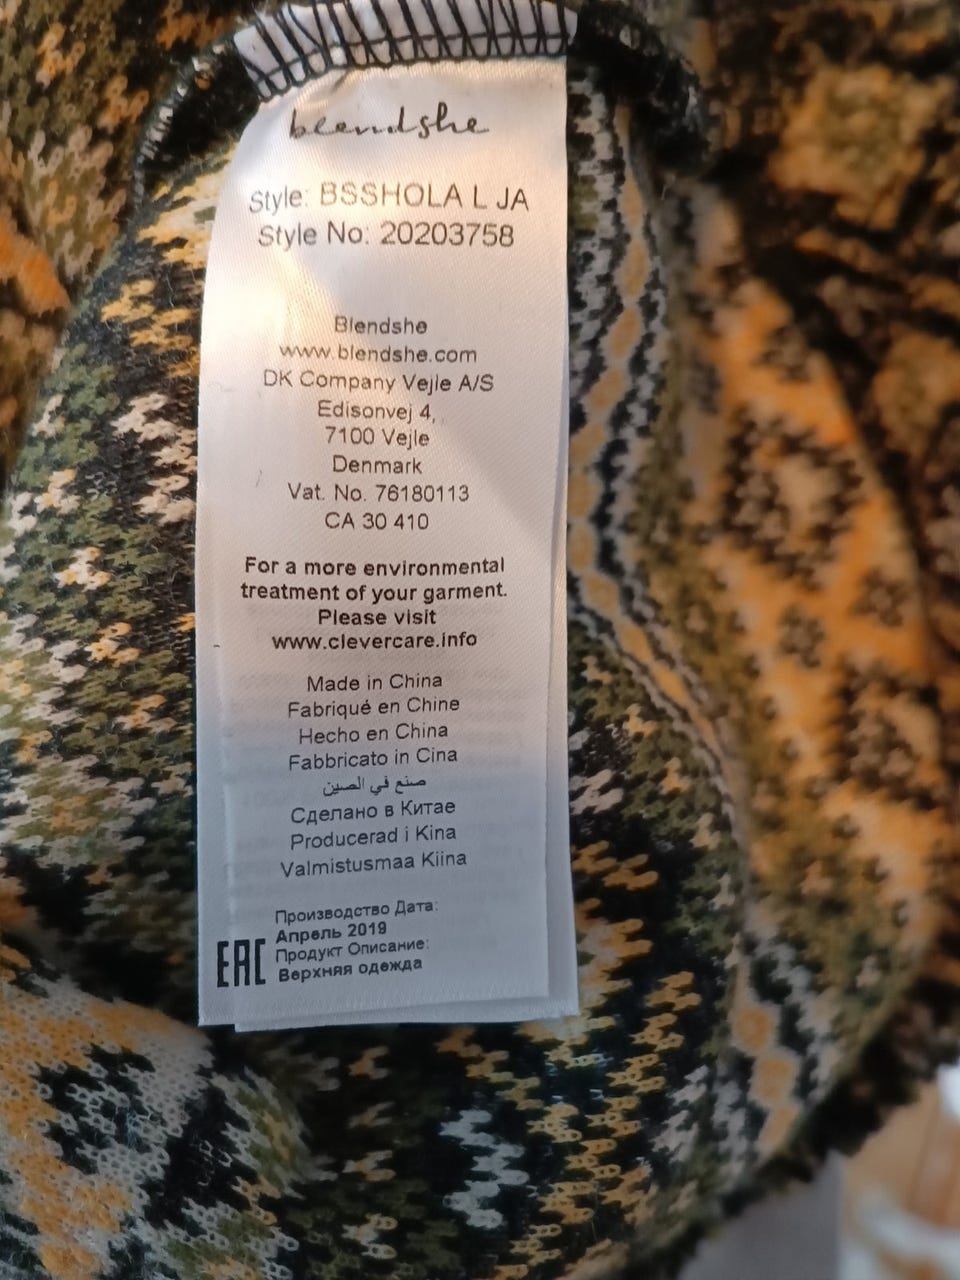 blendshe
Style: BSSHOLA L JA
Style No: 20203758
Blendshe
www.blendshe.com
DK Company Vejle A/S
Edisonvej 4,
7100 Vejle
Denmark
Vat. No. 76180113
CA 30 410
For a more environmental
treatment of your garment.
Please visit
www.clevercare.info
Made in China
Fabriqué en Chine
Hecho en China
Fabbricato in Cina
صنع في الصين
Сделано в Китае
Producerad i Kina
Valmistusmaa Kiina
Производство Дата:
Апрель 2019
Продукт Описание:
Верхняя одежда
EAC